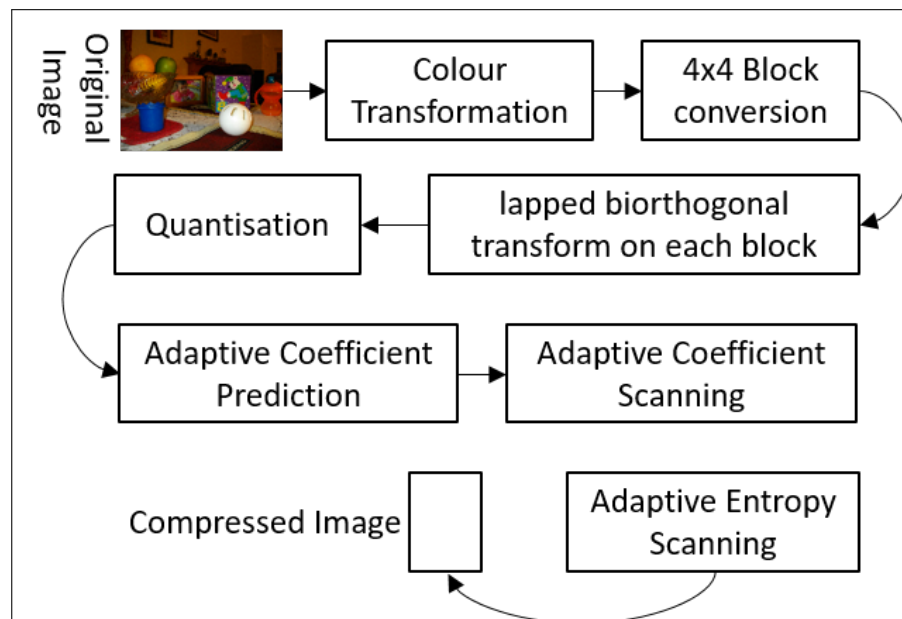 Original
Image
Colour
Transformation
4x4 Block
conversion
lapped biorthogonal
transform on each block
Quantisation
Adaptive Coefficient
Prediction
Adaptive Coefficient
Scanning
Adaptive Entropy
Scanning
Compressed Image